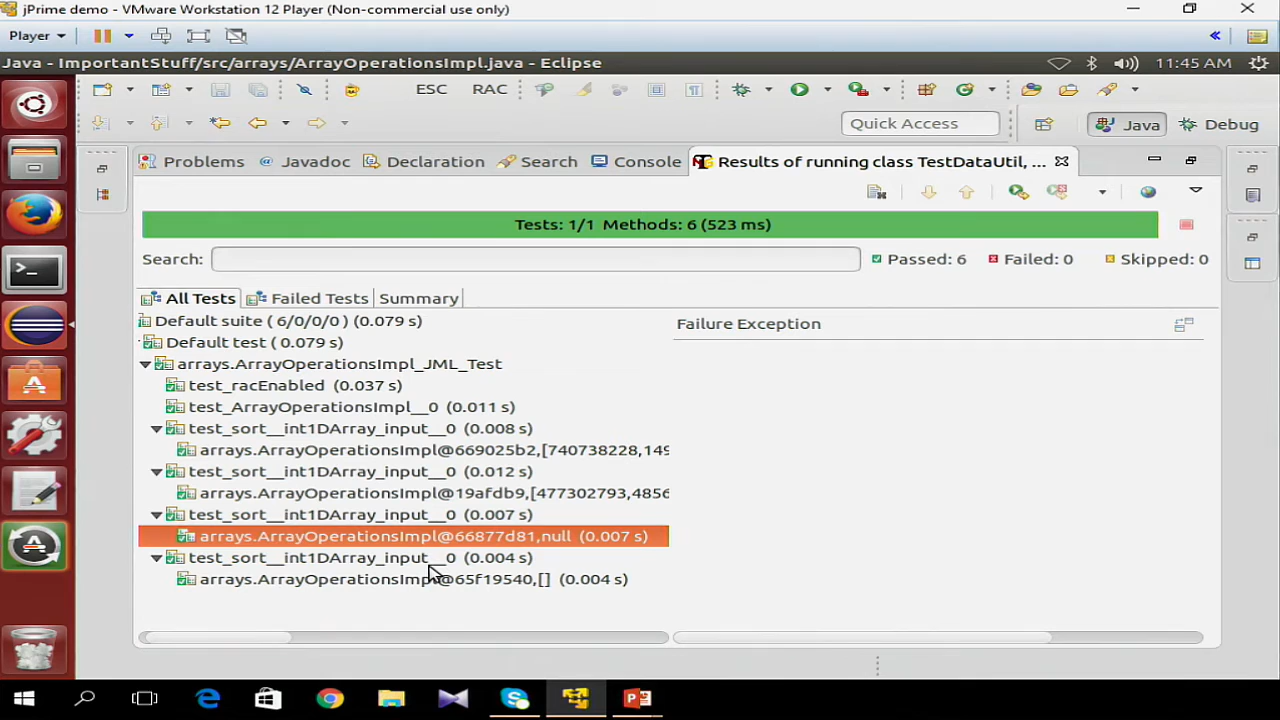 jPrime demo - VMware Workstation 12 Player (Non-commercial use only)
Player
Java - ImportantStuff/src/arrays/ArrayOperationsImpl.java - Eclipse
11:45 AM
ESC RAC
Quick Access
Java
Debug
Problems
Javadoc
Declaration
Search
Console
Results of running class TestDataUtil, ...
Tests: 1/1 Methods: 6 (523 ms)
Search:
Passed: 6
Failed: 0
Skipped: 0
All Tests
Failed Tests
Summary
Default suite ( 6/0/0/0 ) (0.079 s)
Default test ( 0.079 s)
arrays.ArrayOperationsImpl_JML_Test
test_racEnabled (0.037 s)
test_ArrayOperationsImpl__0 (0.011 s)
test_sort__int1DArray_input__0 (0.008 s)
arrays.ArrayOperationsImpl@669025b2,[740738228,149
test_sort__int1DArray_input__0 (0.012 s)
arrays.ArrayOperationsImpl@19afdb9,[477302793,4856
test_sort__int1DArray_input__0 (0.007 s)
arrays.ArrayOperationsImpl@66877d81,null (0.007 s)
test_sort__int1DArray_input__0 (0.004 s)
arrays.ArrayOperationsImpl@65f19540,[] (0.004 s)
Failure Exception